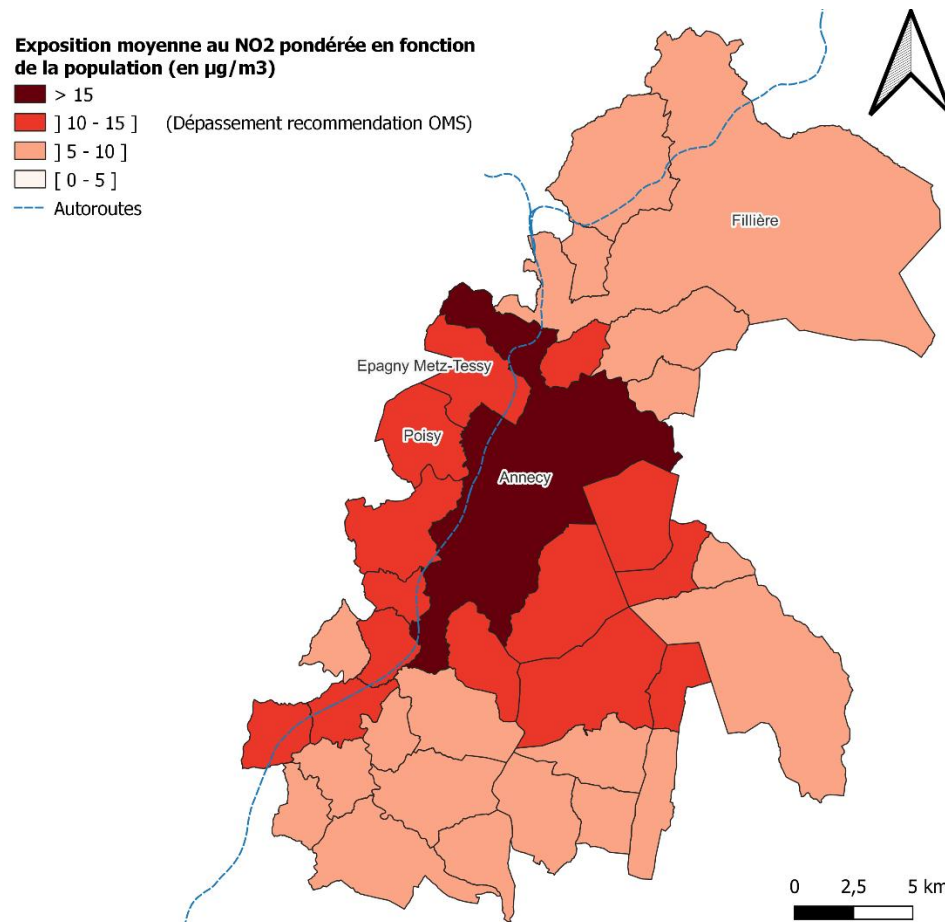 Exposition moyenne au NO2 pondérée en fonction
de la population (en µg/m3)
> 15
] 10 - 15 ] (Dépassement recommendation OMS)
] 5 - 10 ]
[ 0 - 5 ]
Autoroutes
Fillière
Epagny Metz-Tessy
Poisy
Annecy
0 2,5 5 km